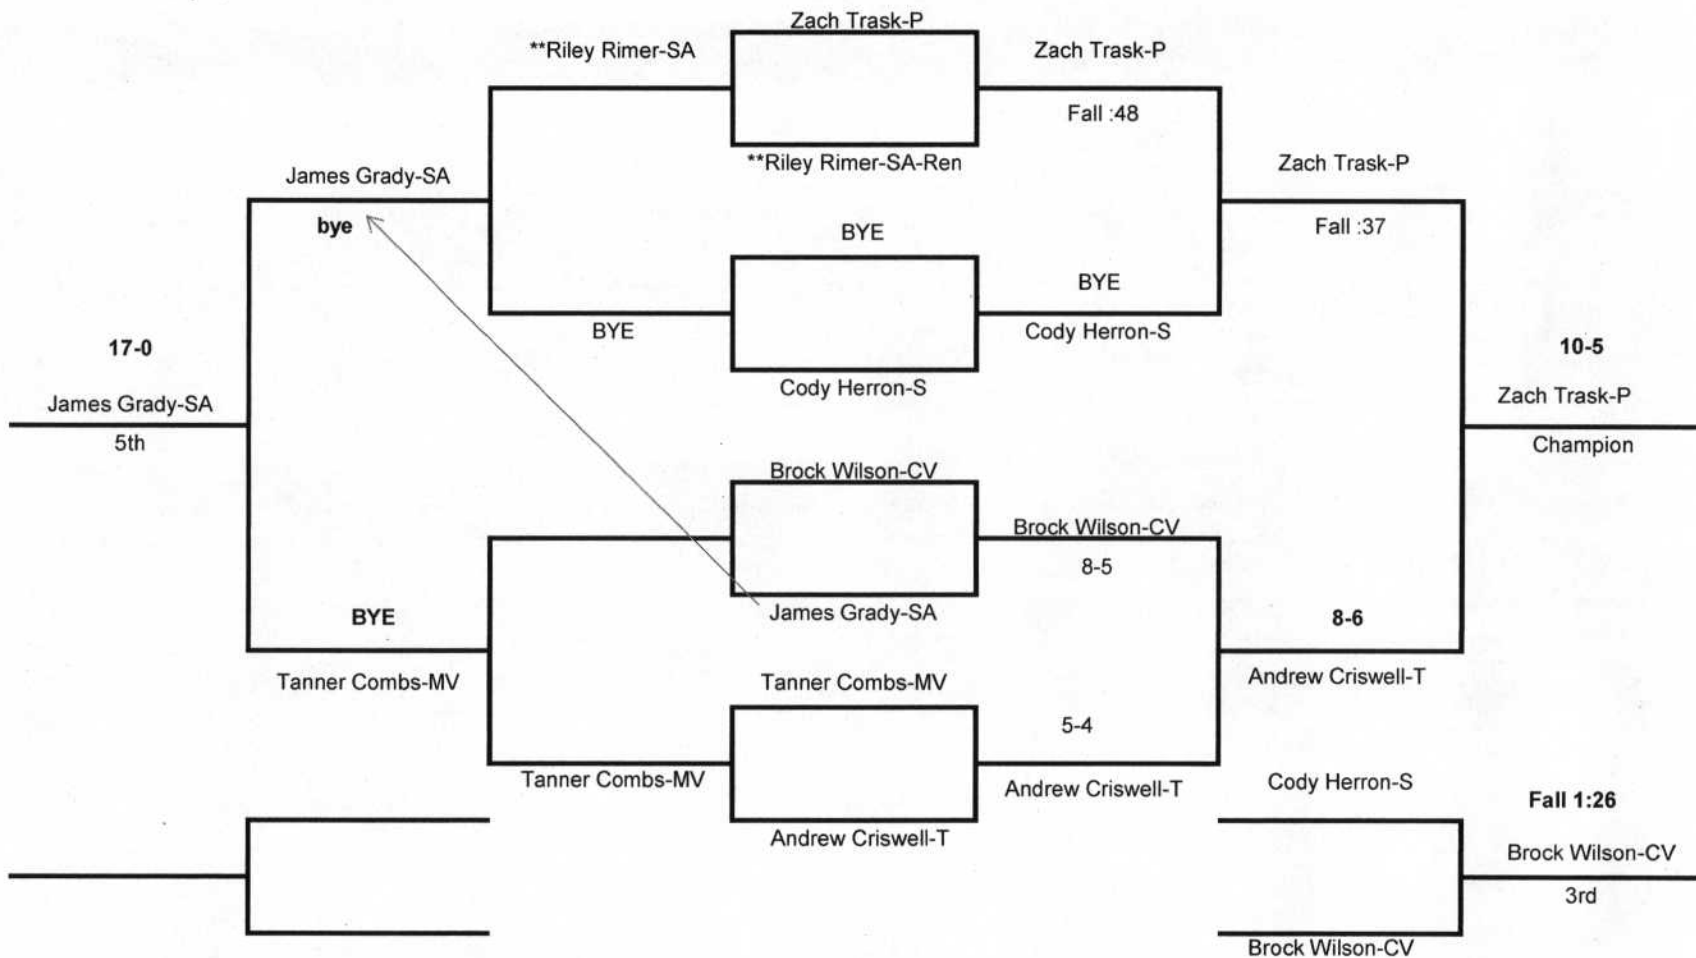 Zach Trask-P
**Riley Rimer-SA
Zach Trask-P
Fall :48
**Riley Rimer-SA-Ren
James Grady-SA
Zach Trask-P
bye
Fall :37
BYE
BYE
BYE
Cody Herron-S
17-0
10-5
Cody Herron-S
James Grady-SA
Zach Trask-P
5th
Champion
Brock Wilson-CV
Brock Wilson-CV
8-5
James Grady-SA
BYE
8-6
Tanner Combs-MV
Tanner Combs-MV
Andrew Criswell-T
5-4
Tanner Combs-MV
Andrew Criswell-T
Cody Herron-S
Fall 1:26
Andrew Criswell-T
Brock Wilson-CV
3rd
Brock Wilson-CV